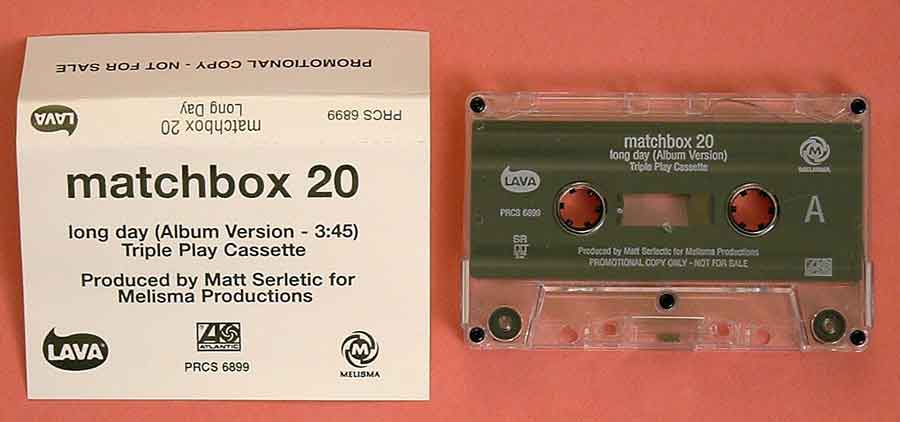 PROMOTIONAL COPY - NOT FOR SALE
PRCS 6899
matchbox 20
Long Day
LAVA
matchbox 20
long day (Album Version - 3:45)
Triple Play Cassette
Produced by Matt Serletic for
Melisma Productions
LAVA
ATLANTIC
PRCS 6899
MELISMA
matchbox 20
long day (Album Version)
Triple Play Cassette
LAVA
M
MELISMA
PRCS 6899
A
SR
Produced by Matt Serlectic for Melisma Productions
PROMOTIONAL COPY ONLY - NOT FOR SALE